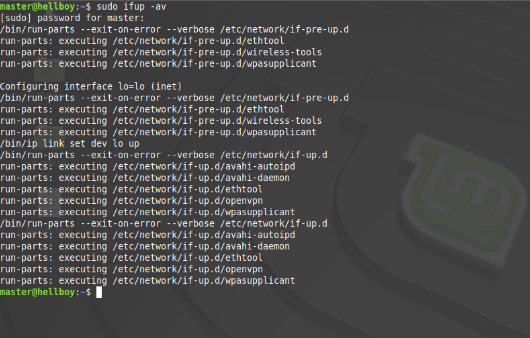 master@hellboy:~$ sudo ifup -av
[sudo] password for master:
/bin/run-parts --exit-on-error --verbose /etc/network/if-pre-up.d
run-parts: executing /etc/network/if-pre-up.d/ethtool
run-parts: executing /etc/network/if-pre-up.d/wireless-tools
run-parts: executing /etc/network/if-pre-up.d/wpasupplicant
Configuring interface lo=lo (inet)
/bin/run-parts --exit-on-error --verbose /etc/network/if-pre-up.d
run-parts: executing /etc/network/if-pre-up.d/ethtool
run-parts: executing /etc/network/if-pre-up.d/wireless-tools
run-parts: executing /etc/network/if-pre-up.d/wpasupplicant
/bin/ip link set dev lo up
/bin/run-parts --exit-on-error --verbose /etc/network/if-up.d
run-parts: executing /etc/network/if-up.d/avahi-autoipd
run-parts: executing /etc/network/if-up.d/avahi-daemon
run-parts: executing /etc/network/if-up.d/ethtool
run-parts: executing /etc/network/if-up.d/openvpn
run-parts: executing /etc/network/if-up.d/wpasupplicant
/bin/run-parts --exit-on-error --verbose /etc/network/if-up.d
run-parts: executing /etc/network/if-up.d/avahi-autoipd
run-parts: executing /etc/network/if-up.d/avahi-daemon
run-parts: executing /etc/network/if-up.d/ethtool
run-parts: executing /etc/network/if-up.d/openvpn
run-parts: executing /etc/network/if-up.d/wpasupplicant
master@hellboy:~$